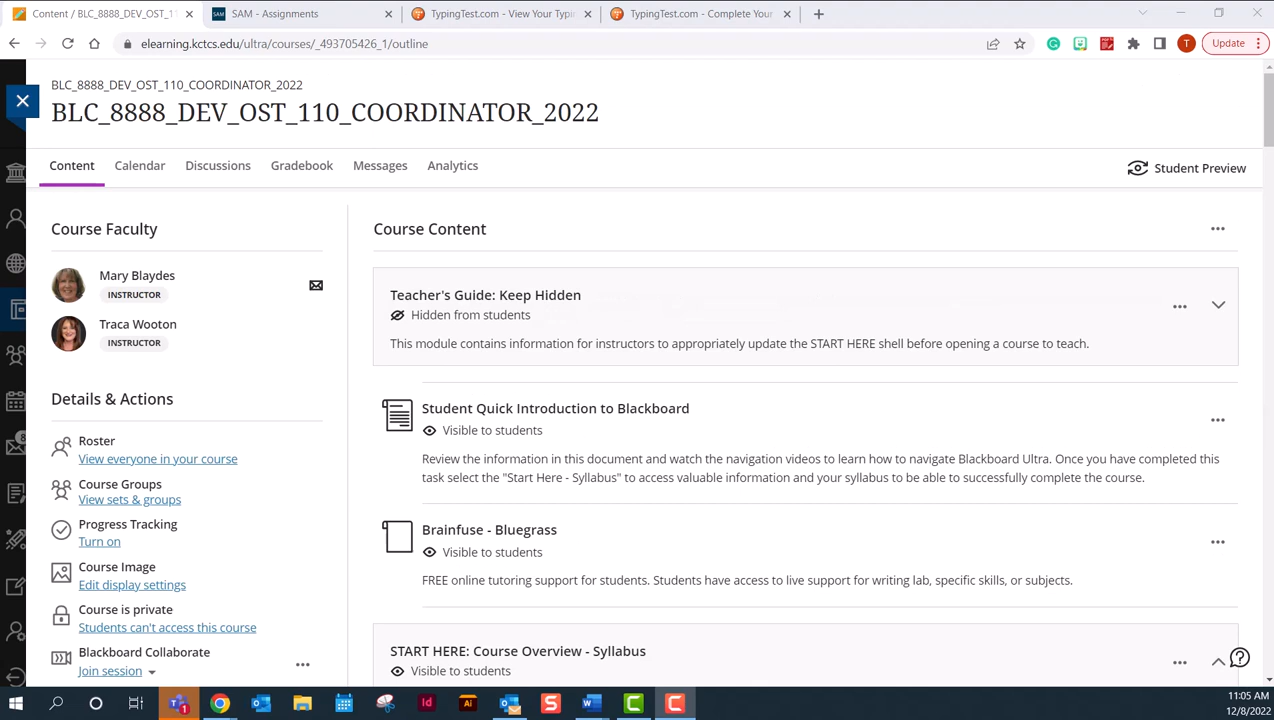 Content / BLC_8888_DEV_OST_110
SAM - Assignments
TypingTest.com - View Your Typi
TypingTest.com - Complete Your
elearning.kctcs.edu/ultra/courses/_493705426_1/outline
T
Update
BLC_8888_DEV_OST_110_COORDINATOR_2022
BLC_8888_DEV_OST_110_COORDINATOR_2022
Content
Calendar
Discussions
Gradebook
Messages
Analytics
Student Preview
Course Faculty
Mary Blaydes
INSTRUCTOR
Traca Wooton
INSTRUCTOR
Details & Actions
Roster
View everyone in your course
Course Groups
View sets & groups
Progress Tracking
Turn on
Course Image
Edit display settings
Course is private
Students can't access this course
Blackboard Collaborate
Join session
Course Content
Teacher's Guide: Keep Hidden
Hidden from students
This module contains information for instructors to appropriately update the START HERE shell before opening a course to teach.
Student Quick Introduction to Blackboard
Visible to students
Review the information in this document and watch the navigation videos to learn how to navigate Blackboard Ultra. Once you have completed this
task select the "Start Here - Syllabus" to access valuable information and your syllabus to be able to successfully complete the course.
Brainfuse - Bluegrass
Visible to students
FREE online tutoring support for students. Students have access to live support for writing lab, specific skills, or subjects.
START HERE: Course Overview - Syllabus
Visible to students
11:05 AM
12/8/2022